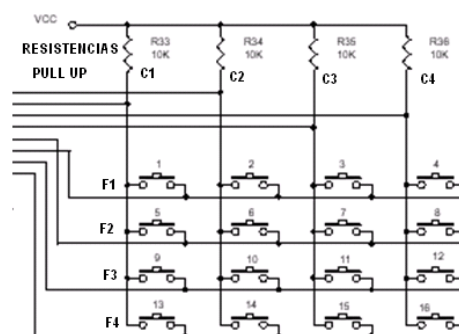 VCC
R33 R34 R35 R36
RESISTENCIAS 10K 10K 10K 10K
PULL UP C1 C2 C3 C4
1 2 3 4
F1
5 6 7 8
F2
9 10 11 12
F3
13 14 15 16
F4